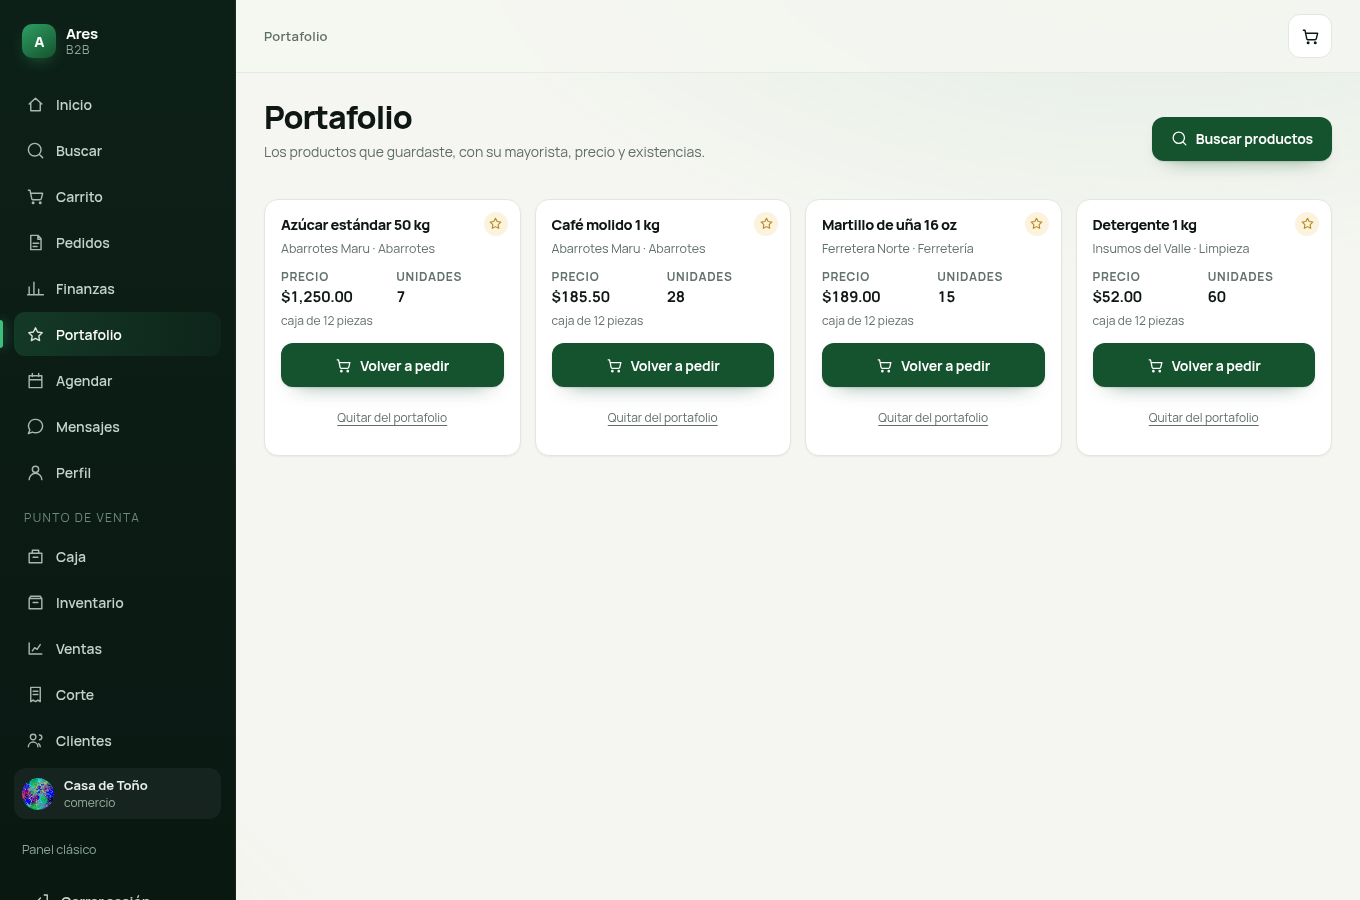 A
Ares
B2B
Inicio
Buscar
Carrito
Pedidos
Finanzas
Portafolio
Agendar
Mensajes
Perfil
PUNTO DE VENTA
Caja
Inventario
Ventas
Corte
Clientes
Casa de Toño
comercio
Panel clásico
Portafolio
Portafolio
Los productos que guardaste, con su mayorista, precio y existencias.
Buscar productos
Azúcar estándar 50 kg
Abarrotes Maru · Abarrotes
PRECIO UNIDADES
$1,250.00 7
caja de 12 piezas
Volver a pedir
Quitar del portafolio
Café molido 1 kg
Abarrotes Maru · Abarrotes
PRECIO UNIDADES
$185.50 28
caja de 12 piezas
Volver a pedir
Quitar del portafolio
Martillo de uña 16 oz
Ferretera Norte · Ferretería
PRECIO UNIDADES
$189.00 15
caja de 12 piezas
Volver a pedir
Quitar del portafolio
Detergente 1 kg
Insumos del Valle · Limpieza
PRECIO UNIDADES
$52.00 60
caja de 12 piezas
Volver a pedir
Quitar del portafolio